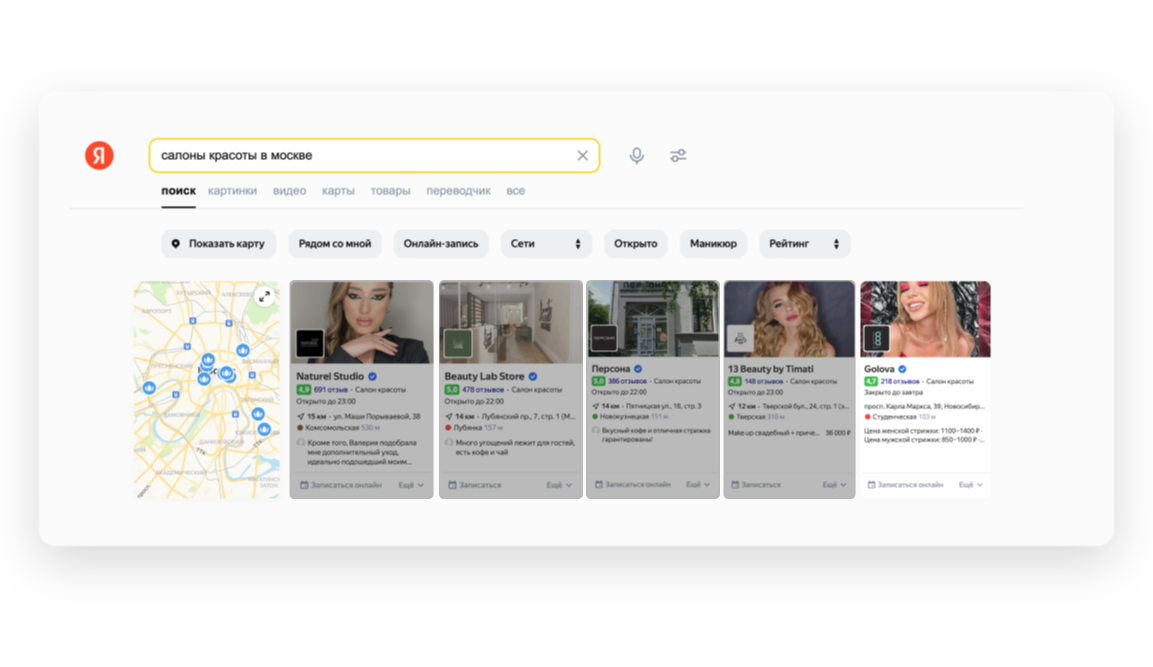 Я
салоны красоты в москве
поиск картинки видео карты товары переводчик все
Показать карту Рядом со мной Онлайн-запись Сети Открыто Маникюр Рейтинг
Naturel Studio
4,9 691 отзыв · Салон красоты
Открыто до 23:00
15 км · ул. Маши Порываевой, 38
Комсомольская 530 м
Кроме того, Валерия подобрала
мне дополнительный уход,
идеально подошедший моим...
Записаться онлайн Ещё
Beauty Lab Store
5,0 478 отзывов · Салон красоты
Открыто до 22:00
14 км · Лубянский пр., 7, стр. 1 (М...
Лубянка 157 м
Много угощений лежит для гостей,
есть кофе и чай
Записаться Ещё
Персона
5,0 386 отзывов · Салон красоты
Открыто до 22:00
14 км · Пятницкая ул., 18, стр. 3
Новокузнецкая 151 м
Вкусный кофе и отличная стрижка
гарантированы!
Записаться онлайн Ещё
13 Beauty by Timati
4,8 148 отзывов · Салон красоты
Открыто до 23:00
12 км · Тверской бул., 24, стр. 1 (э...
Тверская 310 м
Make up свадебный + приче... 36 000 ₽
Записаться Ещё
Golova
4,7 218 отзывов · Салон красоты
Закрыто до завтра
просп. Карла Маркса, 39, Новосибир...
Студенческая 103 м
Цена женской стрижки: 1100–1400 ₽ ·
Цена мужской стрижки: 850–1000 ₽ ·...
Записаться онлайн Ещё